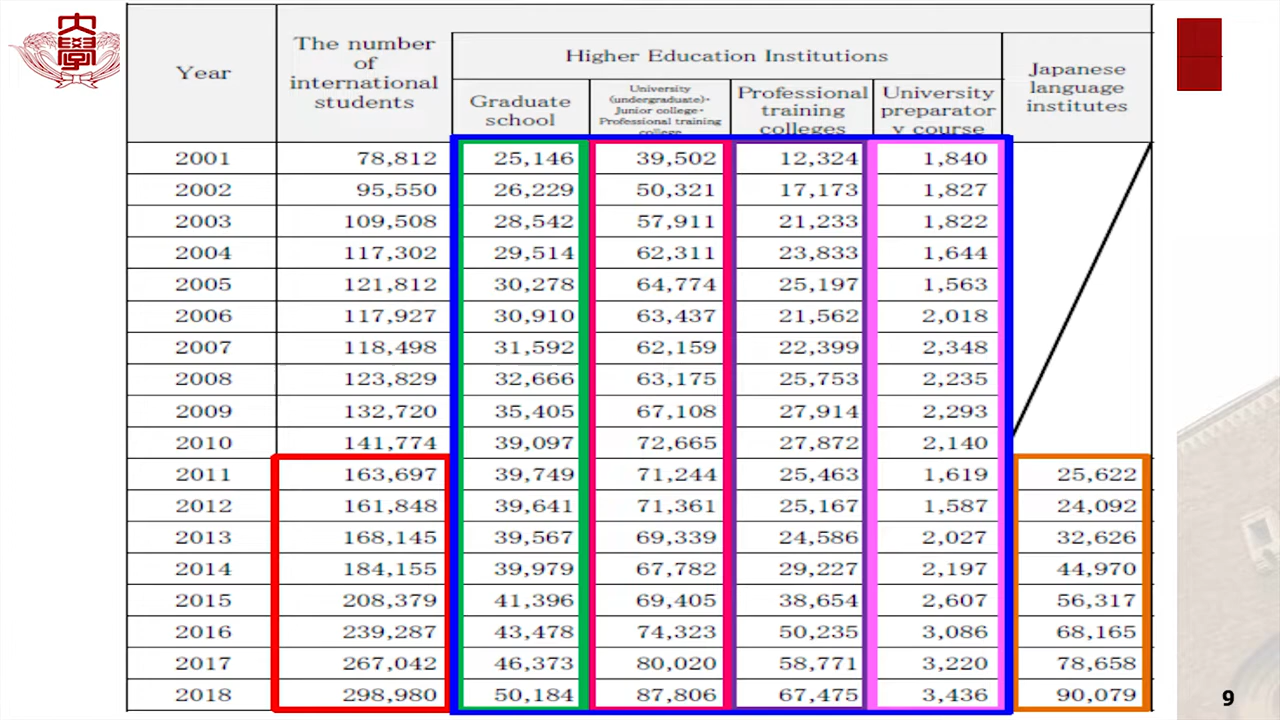 大學
Year
The number
of
international
students
Higher Education Institutions
Graduate
school
University
(undergraduate)・
Junior college・
Professional training
college
Professional
training
colleges
University
preparator
y course
Japanese
language
institutes
2001 78,812 25,146 39,502 12,324 1,840
2002 95,550 26,229 50,321 17,173 1,827
2003 109,508 28,542 57,911 21,233 1,822
2004 117,302 29,514 62,311 23,833 1,644
2005 121,812 30,278 64,774 25,197 1,563
2006 117,927 30,910 63,437 21,562 2,018
2007 118,498 31,592 62,159 22,399 2,348
2008 123,829 32,666 63,175 25,753 2,235
2009 132,720 35,405 67,108 27,914 2,293
2010 141,774 39,097 72,665 27,872 2,140
2011 163,697 39,749 71,244 25,463 1,619 25,622
2012 161,848 39,641 71,361 25,167 1,587 24,092
2013 168,145 39,567 69,339 24,586 2,027 32,626
2014 184,155 39,979 67,782 29,227 2,197 44,970
2015 208,379 41,396 69,405 38,654 2,607 56,317
2016 239,287 43,478 74,323 50,235 3,086 68,165
2017 267,042 46,373 80,020 58,771 3,220 78,658
2018 298,980 50,184 87,806 67,475 3,436 90,079
9